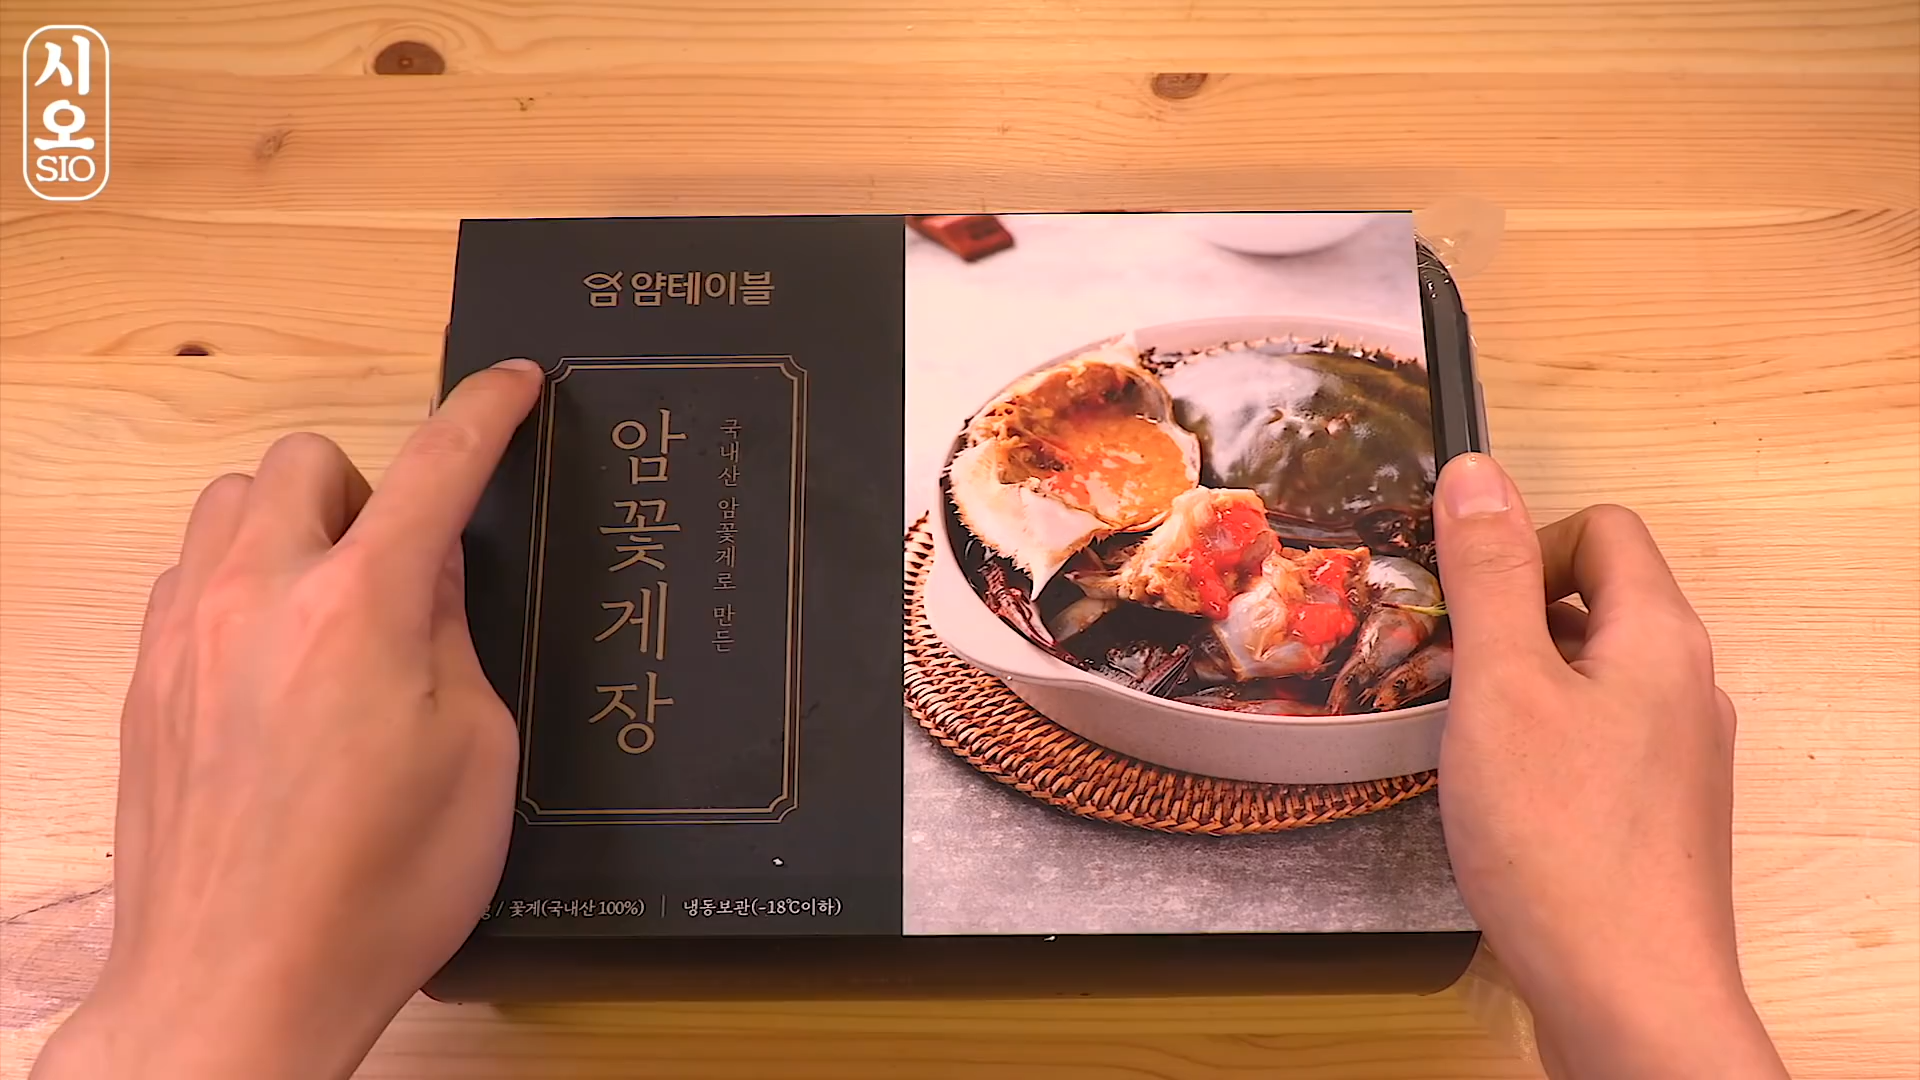 시오
SIO
얌테이블
국내산 암꽃게로 만든
암꽃게장
/ 꽃게(국내산 100%) | 냉동보관(-18℃이하)